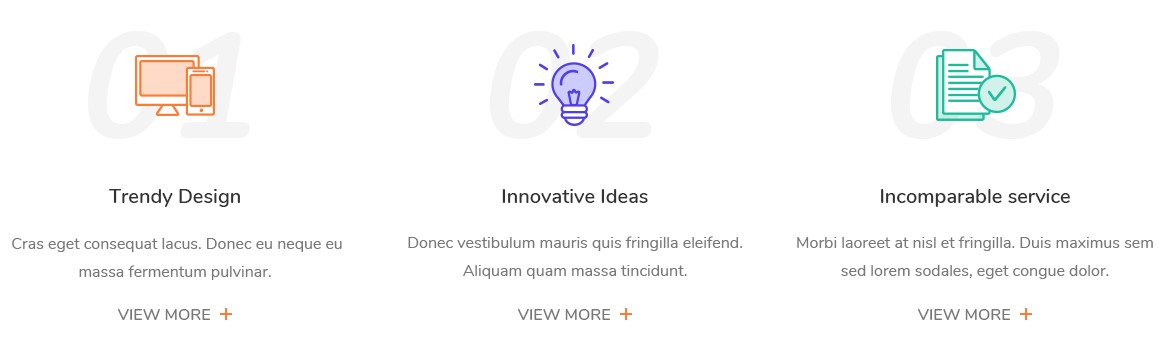 01
Trendy Design
Cras eget consequat lacus. Donec eu neque eu
massa fermentum pulvinar.
VIEW MORE +
02
Innovative Ideas
Donec vestibulum mauris quis fringilla eleifend.
Aliquam quam massa tincidunt.
VIEW MORE +
03
Incomparable service
Morbi laoreet at nisl et fringilla. Duis maximus sem
sed lorem sodales, eget congue dolor.
VIEW MORE +